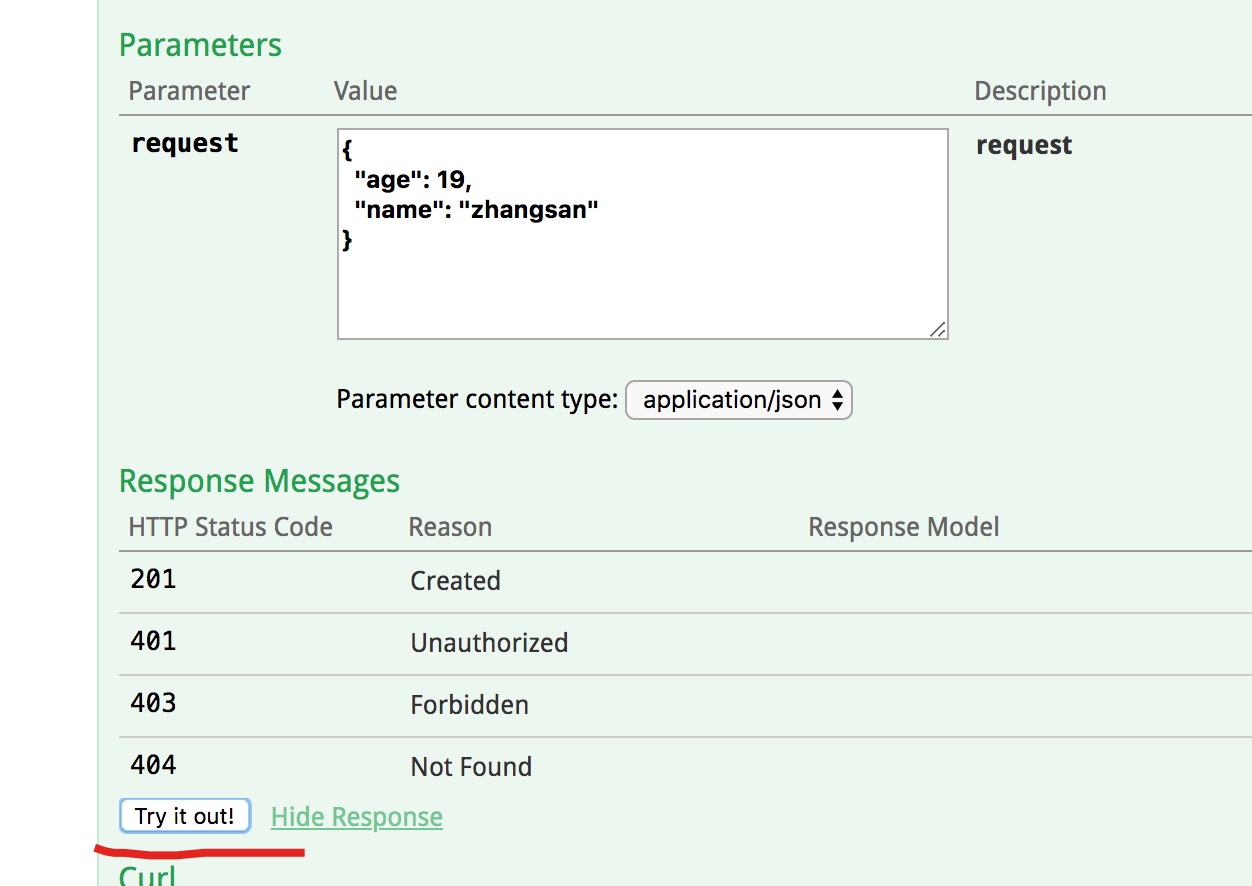 Parameters
Parameter Value Description
request request
{
"age": 19,
"name": "zhangsan"
}
Parameter content type: application/json
Response Messages
HTTP Status Code Reason Response Model
201 Created
401 Unauthorized
403 Forbidden
404 Not Found
Try it out! Hide Response
Curl